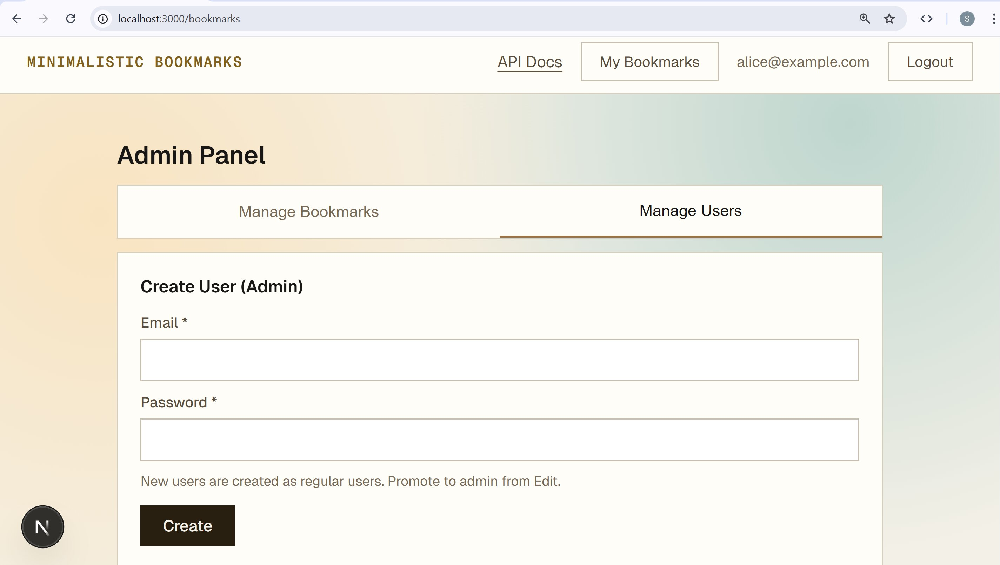 localhost:3000/bookmarks
S
MINIMALISTIC BOOKMARKS
API Docs
My Bookmarks
alice@example.com
Logout
Admin Panel
Manage Bookmarks
Manage Users
Create User (Admin)
Email *
Password *
New users are created as regular users. Promote to admin from Edit.
Create
N